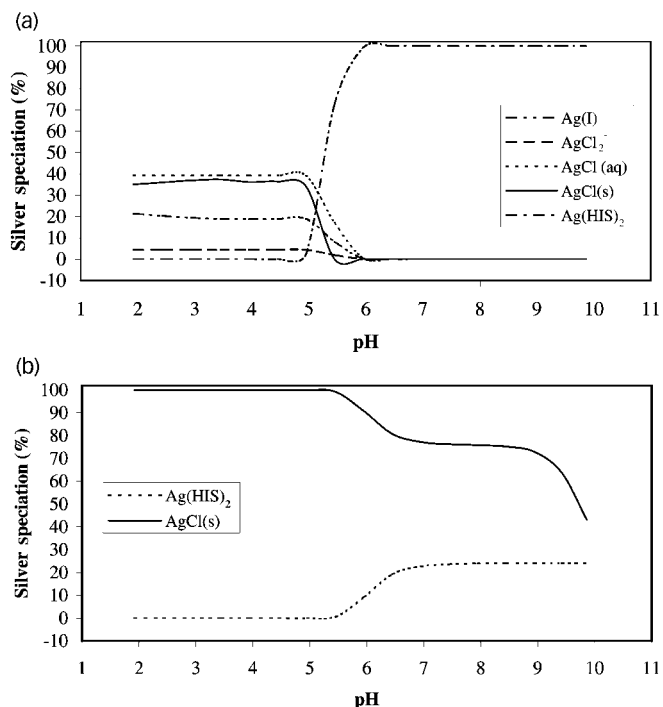 (a)
Silver speciation (%)
100
90
80
70
60
50
40
30
20
10
0
-10
Ag(I)
AgCl₂⁻
AgCl (aq)
AgCl(s)
Ag(HIS)₂
1 2 3 4 5 6 7 8 9 10 11
pH
(b)
Silver speciation (%)
100
90
80
70
60
50
40
30
20
10
0
-10
Ag(HIS)₂
AgCl(s)
1 2 3 4 5 6 7 8 9 10 11
pH